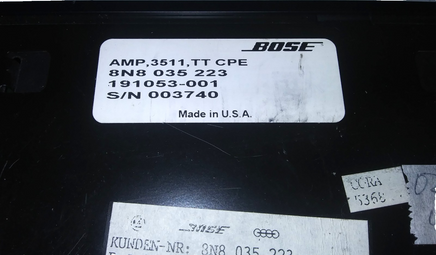 BOSE
AMP,3511,TT CPE
8N8 035 223
191053-001
S/N 003740
Made in U.S.A.
BOSE
KUNDEN-NR: 8N8 035 223